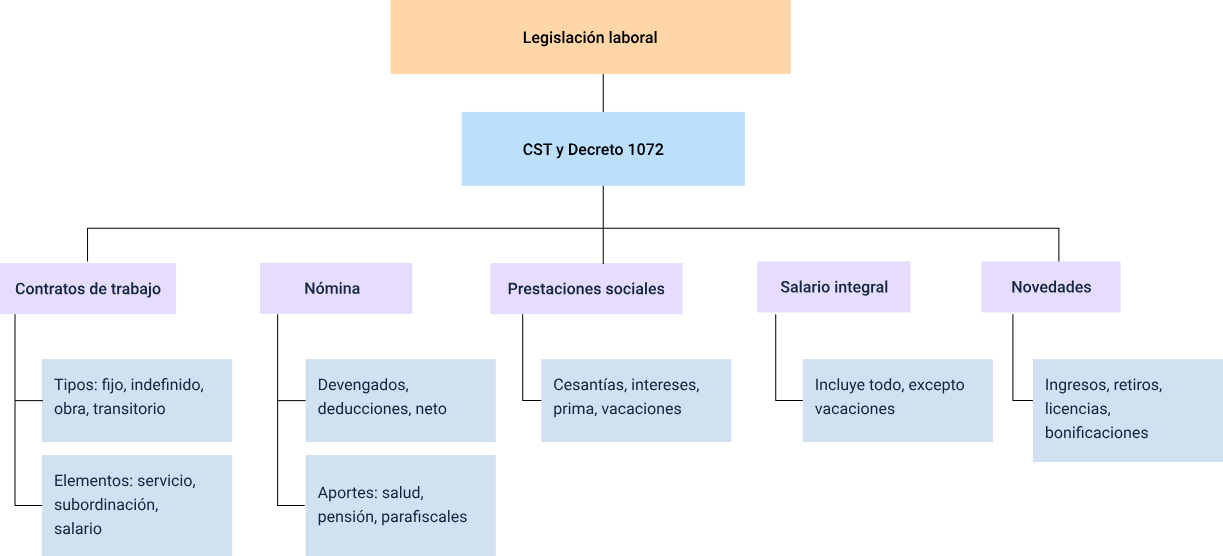 Legislación laboral
CST y Decreto 1072
Contratos de trabajo
Nómina
Prestaciones sociales
Salario integral
Novedades
Tipos: fijo, indefinido,
obra, transitorio
Elementos: servicio,
subordinación,
salario
Devengados,
deducciones, neto
Aportes: salud,
pensión, parafiscales
Cesantías, intereses,
prima, vacaciones
Incluye todo, excepto
vacaciones
Ingresos, retiros,
licencias,
bonificaciones